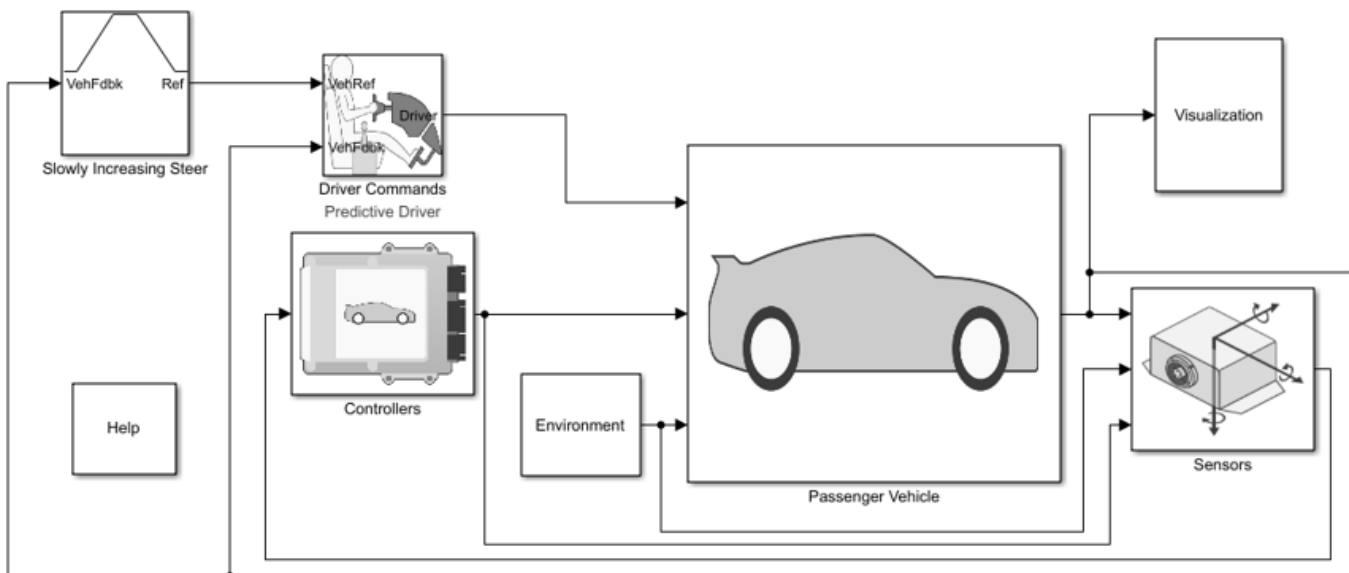 VehFdbk
Ref
Slowly Increasing Steer
VehRef
Driver
VehFdbk
Driver Commands
Predictive Driver
Visualization
Controllers
Help
Environment
Passenger Vehicle
Sensors